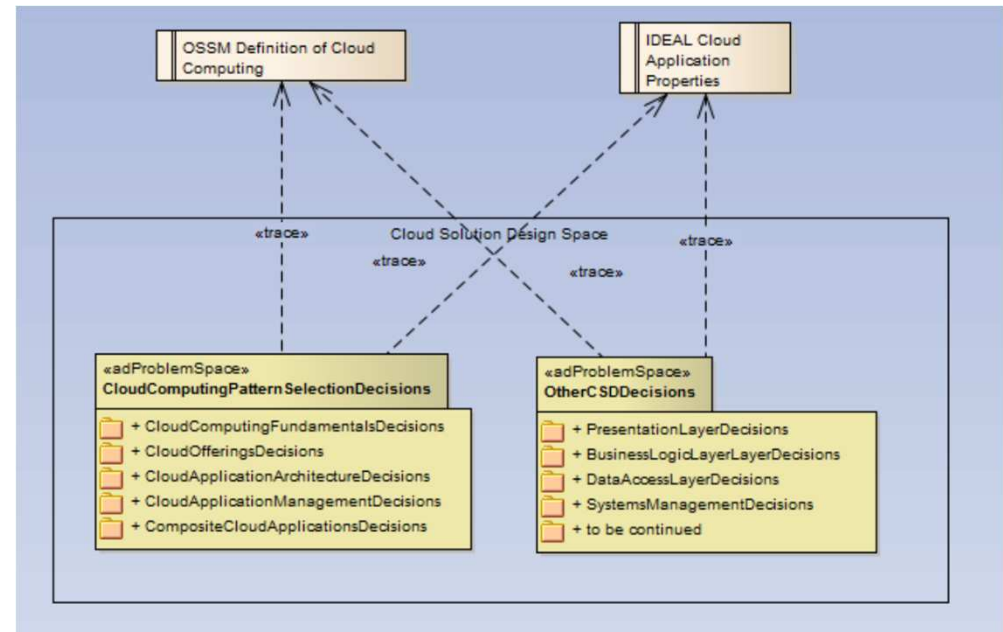 OSSM Definition of Cloud
Computing
IDEAL Cloud
Application
Properties
«trace»
Cloud Solution Design Space
«trace»
«trace»
«trace»
«adProblemSpace»
CloudComputingPatternSelectionDecisions
+ CloudComputingFundamentalsDecisions
+ CloudOfferingsDecisions
+ CloudApplicationArchitectureDecisions
+ CloudApplicationManagementDecisions
+ CompositeCloudApplicationsDecisions
«adProblemSpace»
OtherCSDDecisions
+ PresentationLayerDecisions
+ BusinessLogicLayerLayerDecisions
+ DataAccessLayerDecisions
+ SystemsManagementDecisions
+ to be continued